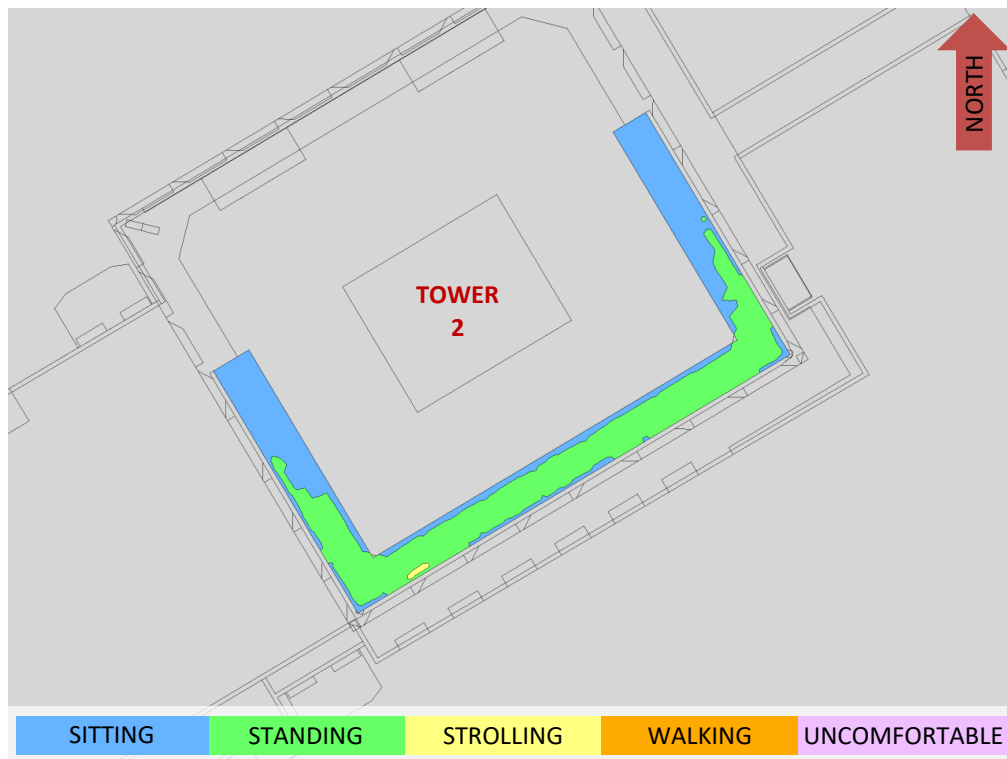 NORTH
TOWER
2
SITTING
STANDING
STROLLING
WALKING
UNCOMFORTABLE